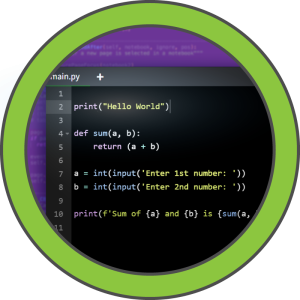 main.py +
1
2 print("Hello World")
3
4 def sum(a, b):
5 return (a + b)
6
7 a = int(input('Enter 1st number: '))
8 b = int(input('Enter 2nd number: '))
9
10 print(f'Sum of {a} and {b} is {sum(a,
11